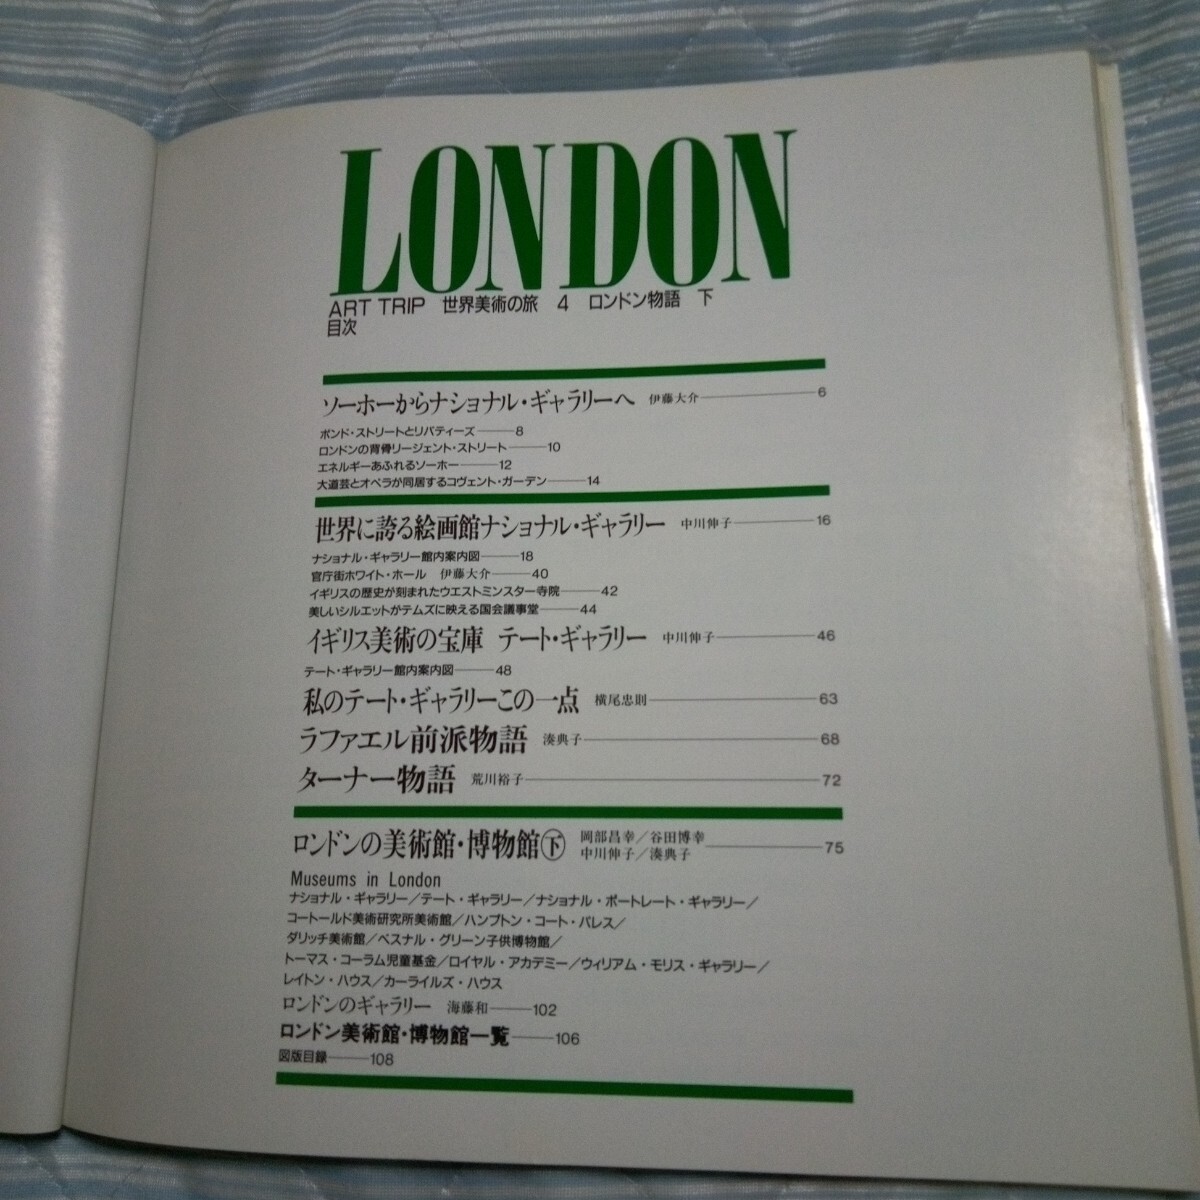 LONDON
ART TRIP 世界美術の旅 4 ロンドン物語 下
目次
ソーホーからナショナル・ギャラリーへ 伊藤大介 6
ボンド・ストリートとリバティーズ 8
ロンドンの背骨リージェント・ストリート 10
エネルギーあふれるソーホー 12
大道芸とオペラが同居するコヴェント・ガーデン 14
世界に誇る絵画館ナショナル・ギャラリー 中川伸子 16
ナショナル・ギャラリー館内案内図 18
官庁街ホワイト・ホール 伊藤大介 40
イギリスの歴史が刻まれたウエストミンスター寺院 42
美しいシルエットがテムズに映える国会議事堂 44
イギリス美術の宝庫 テート・ギャラリー 中川伸子 46
テート・ギャラリー館内案内図 48
私のテート・ギャラリーこの一点 横尾忠則 63
ラファエル前派物語 湊典子 68
ターナー物語 荒川裕子 72
ロンドンの美術館・博物館㊦ 岡部昌幸／谷田博幸
中川伸子／湊典子 75
Museums in London
ナショナル・ギャラリー／テート・ギャラリー／ナショナル・ポートレート・ギャラリー／
コートールド美術研究所美術館／ハンプトン・コート・パレス／
ダリッチ美術館／ベスナル・グリーン子供博物館／
トーマス・コーラム児童基金／ロイヤル・アカデミー／ウィリアム・モリス・ギャラリー／
レイトン・ハウス／カーライルズ・ハウス
ロンドンのギャラリー 海藤和 102
ロンドン美術館・博物館一覧 106
図版目録 108